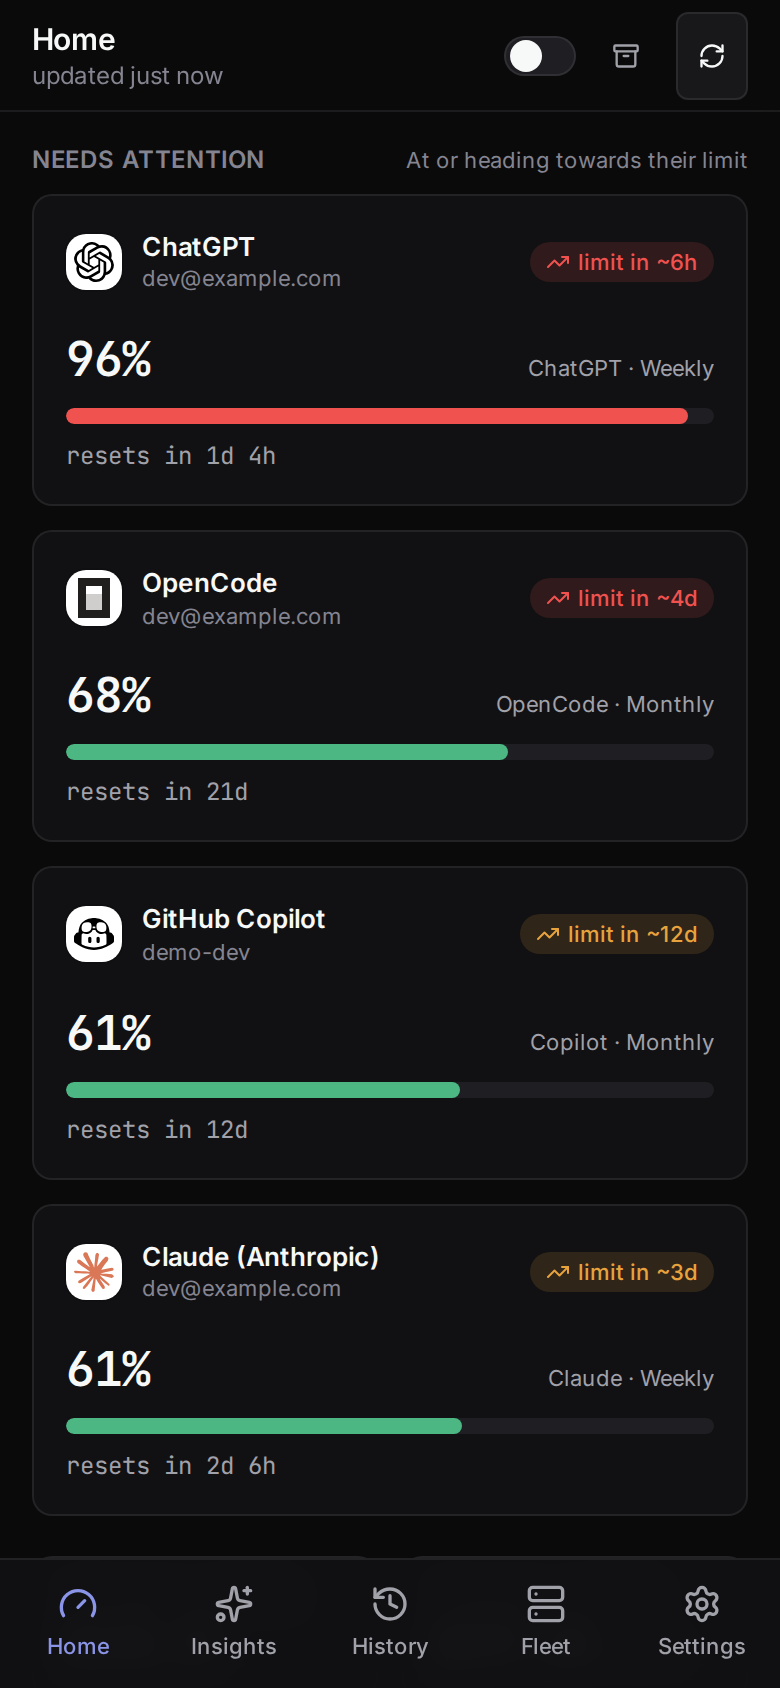 Home
updated just now
NEEDS ATTENTION
At or heading towards their limit
ChatGPT
dev@example.com
limit in ~6h
96%
ChatGPT · Weekly
resets in 1d 4h
OpenCode
dev@example.com
limit in ~4d
68%
OpenCode · Monthly
resets in 21d
GitHub Copilot
demo-dev
limit in ~12d
61%
Copilot · Monthly
resets in 12d
Claude (Anthropic)
dev@example.com
limit in ~3d
61%
Claude · Weekly
resets in 2d 6h
Home
Insights
History
Fleet
Settings